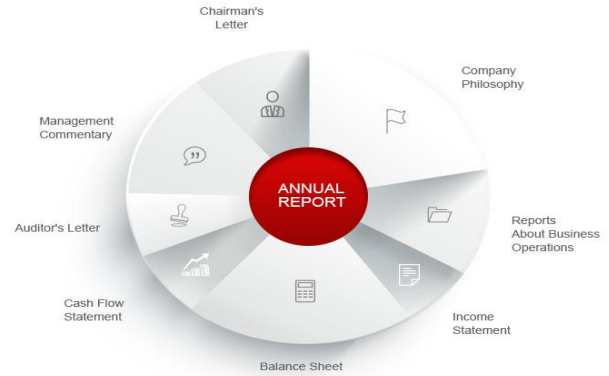 Chairman's
Letter
Company
Philosophy
Management
Commentary
ANNUAL
REPORT
Auditor's Letter
Reports
About Business
Operations
Cash Flow
Statement
Income
Statement
Balance Sheet